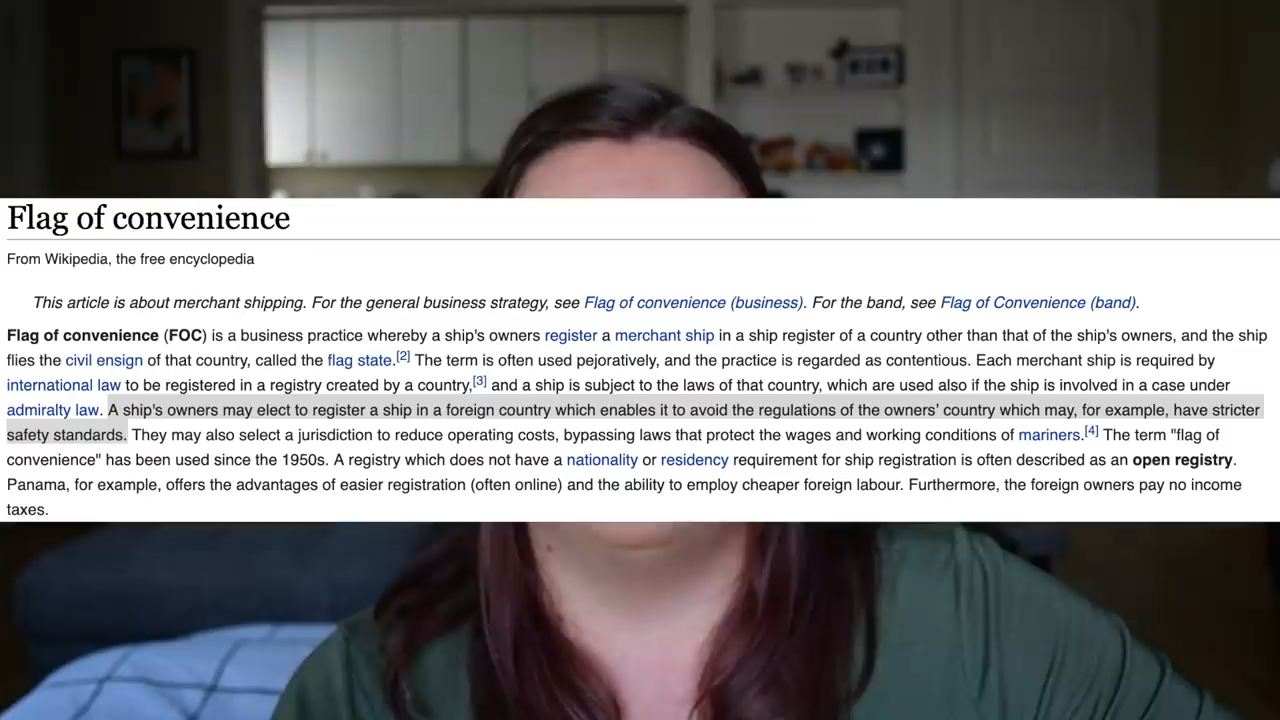 Flag of convenience
From Wikipedia, the free encyclopedia
This article is about merchant shipping. For the general business strategy, see Flag of convenience (business). For the band, see Flag of Convenience (band).
Flag of convenience (FOC) is a business practice whereby a ship's owners register a merchant ship in a ship register of a country other than that of the ship's owners, and the ship
flies the civil ensign of that country, called the flag state.[2] The term is often used pejoratively, and the practice is regarded as contentious. Each merchant ship is required by
international law to be registered in a registry created by a country,[3] and a ship is subject to the laws of that country, which are used also if the ship is involved in a case under
admiralty law. A ship's owners may elect to register a ship in a foreign country which enables it to avoid the regulations of the owners’ country which may, for example, have stricter
safety standards. They may also select a jurisdiction to reduce operating costs, bypassing laws that protect the wages and working conditions of mariners.[4] The term "flag of
convenience" has been used since the 1950s. A registry which does not have a nationality or residency requirement for ship registration is often described as an open registry.
Panama, for example, offers the advantages of easier registration (often online) and the ability to employ cheaper foreign labour. Furthermore, the foreign owners pay no income
taxes.